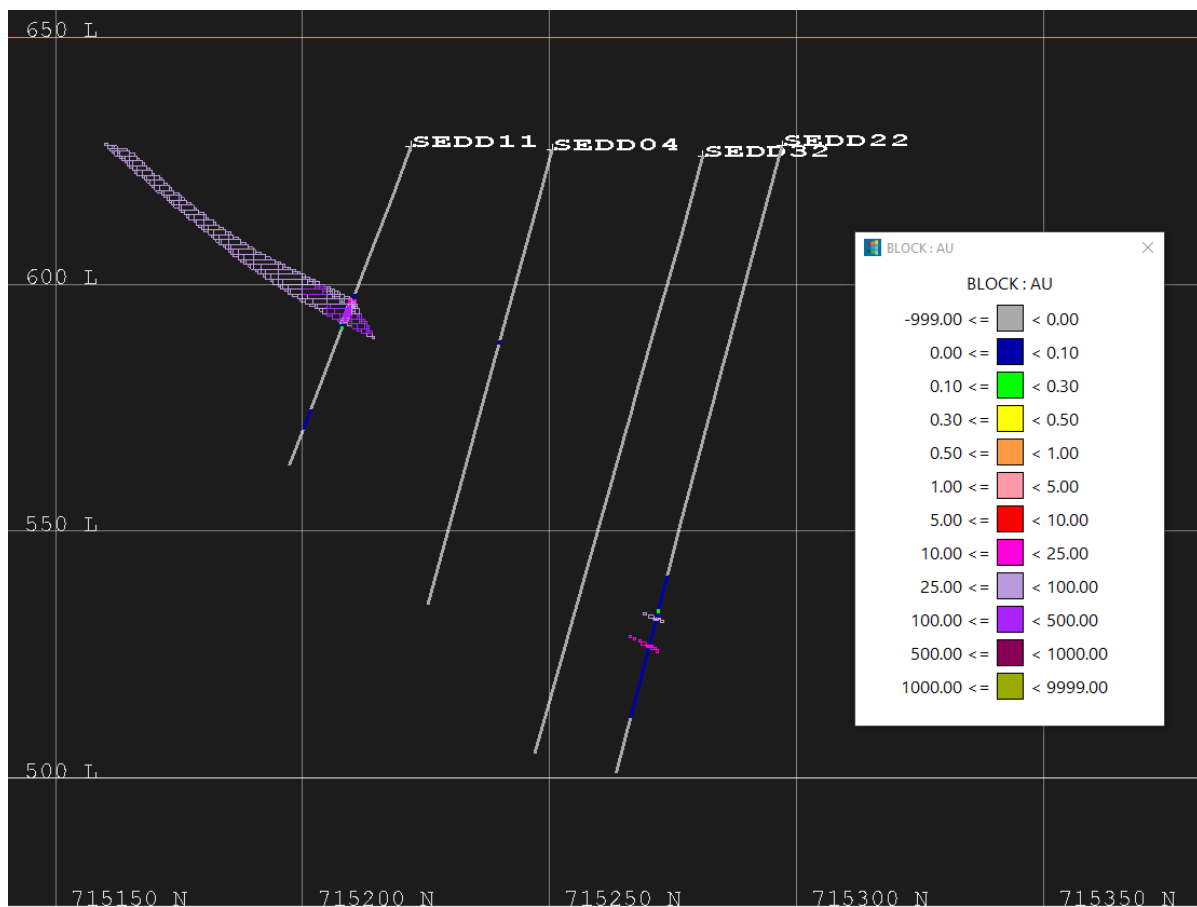 650 L
SEDD11
SEDD04
SEDD32
SEDD22
BLOCK : AU
BLOCK : AU
-999.00 <= < 0.00
0.00 <= < 0.10
0.10 <= < 0.30
0.30 <= < 0.50
0.50 <= < 1.00
1.00 <= < 5.00
5.00 <= < 10.00
10.00 <= < 25.00
25.00 <= < 100.00
100.00 <= < 500.00
500.00 <= < 1000.00
1000.00 <= < 9999.00
600 L
550 L
500 L
715150 N
715200 N
715250 N
715300 N
715350 N